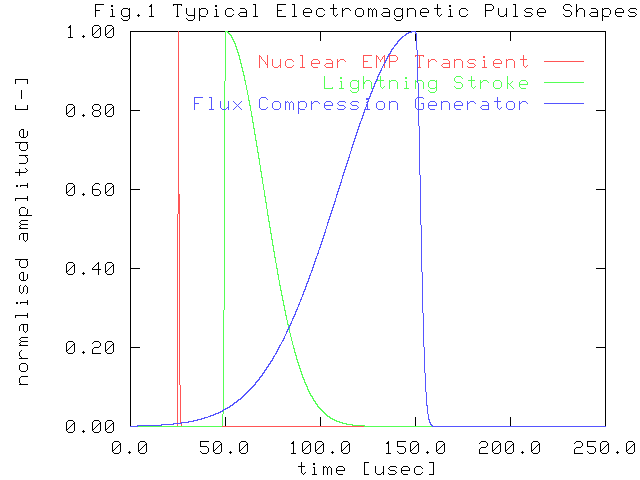 Fig.1 Typical Electromagnetic Pulse Shapes
1.00
Nuclear EMP Transient
Lightning Stroke
Flux Compression Generator
0.80
0.60
0.40
0.20
0.00
normalised amplitude [-]
0.0 50.0 100.0 150.0 200.0 250.0
time [usec]